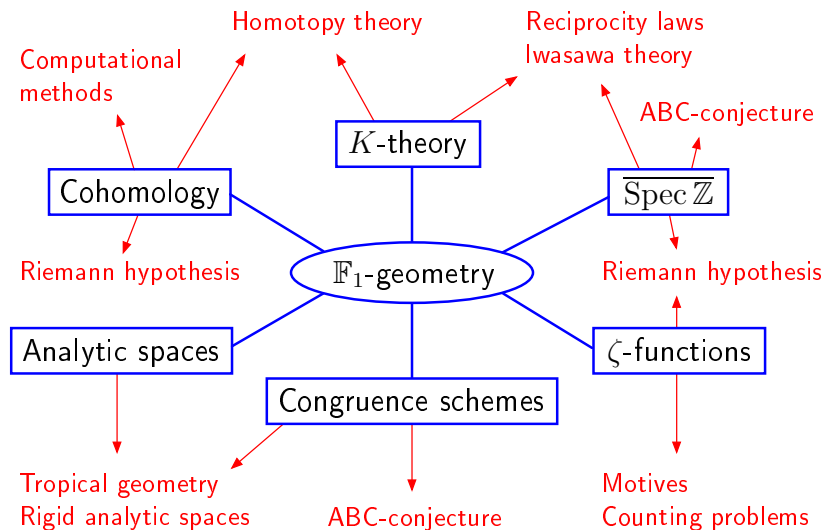 Homotopy theory
Reciprocity laws
Iwasawa theory
Computational
methods
ABC-conjecture
K-theory
Cohomology
\overline{Spec ℤ}
Riemann hypothesis
𝔽₁-geometry
Riemann hypothesis
Analytic spaces
ζ-functions
Congruence schemes
Tropical geometry
Rigid analytic spaces
ABC-conjecture
Motives
Counting problems